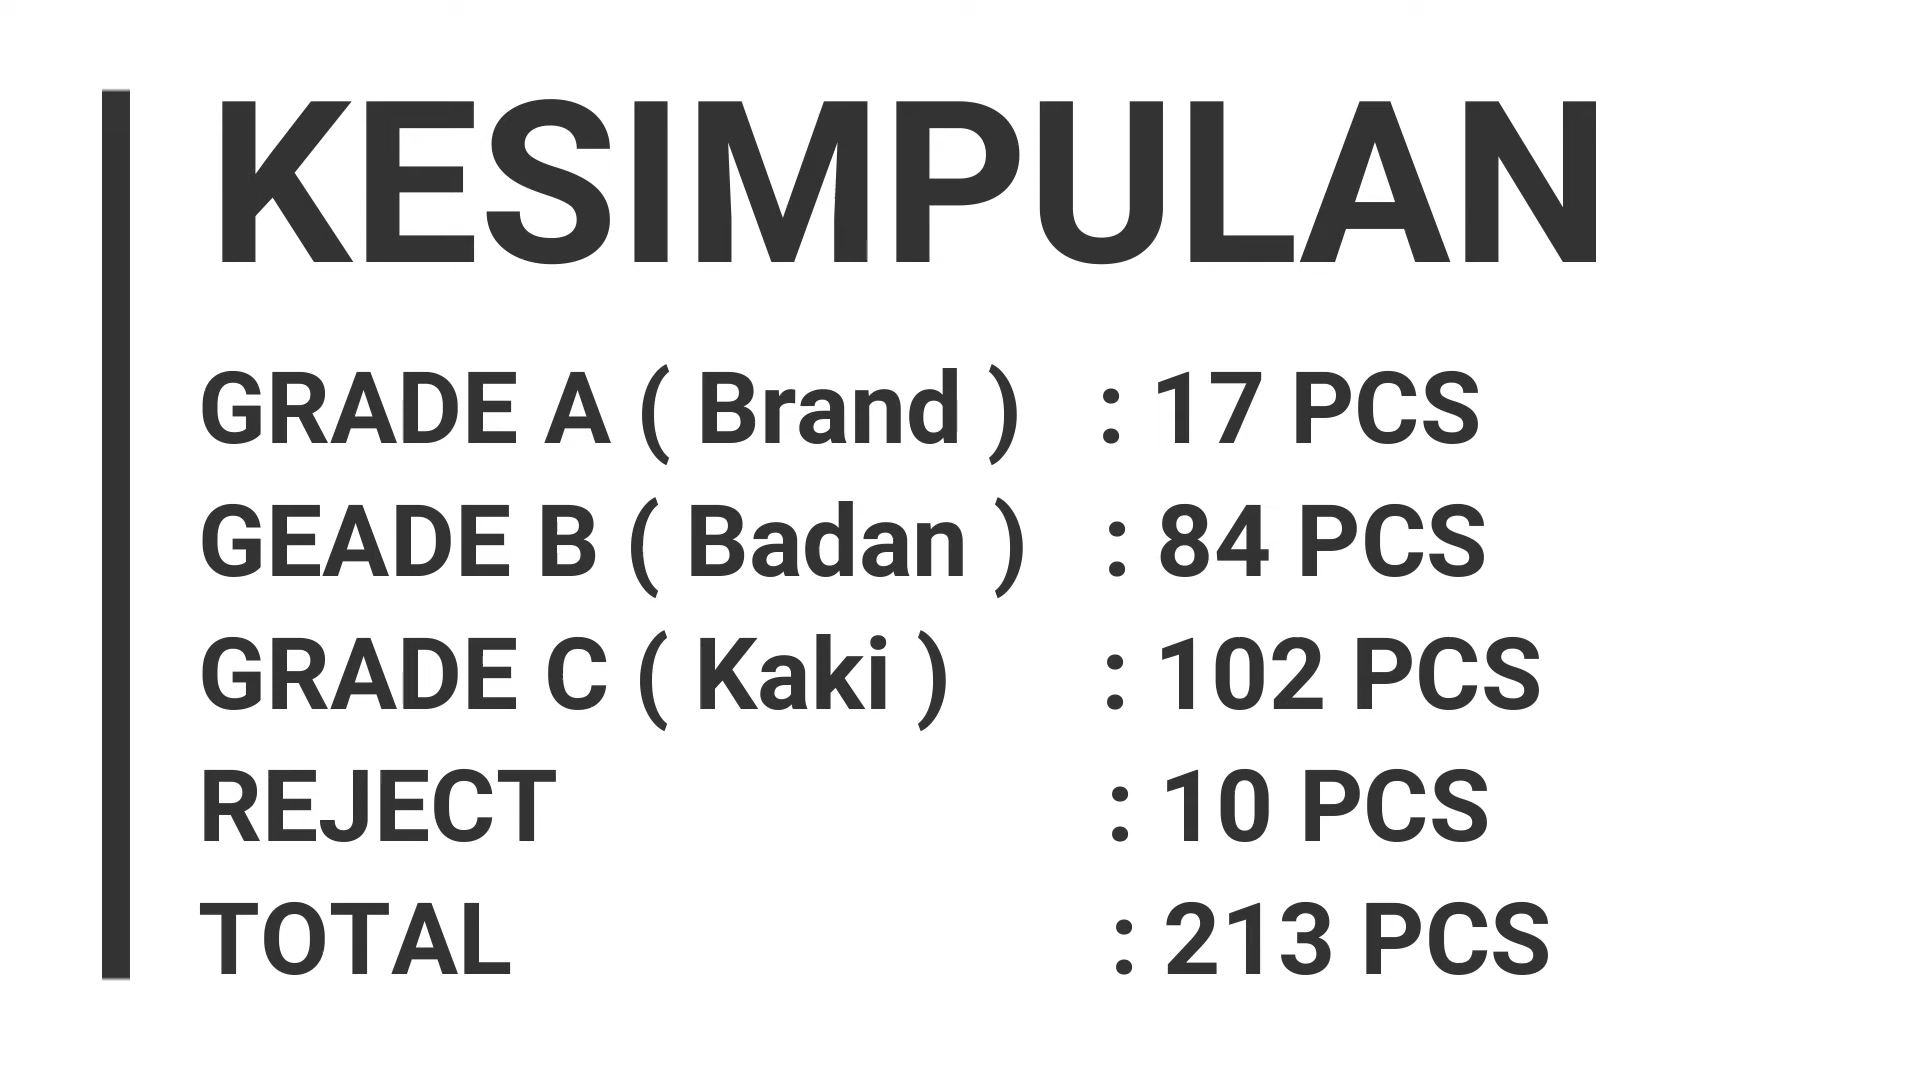 KESIMPULAN
GRADE A ( Brand ) : 17 PCS
GEADE B ( Badan ) : 84 PCS
GRADE C ( Kaki ) : 102 PCS
REJECT : 10 PCS
TOTAL : 213 PCS